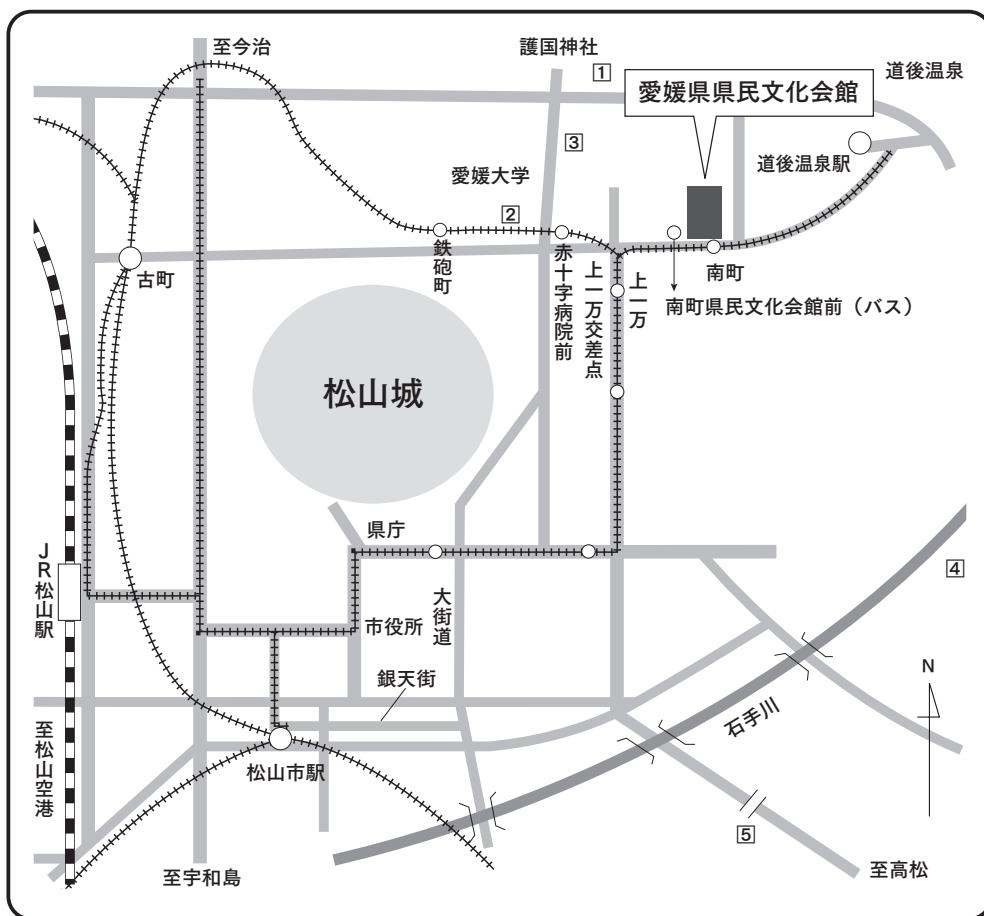 至今治
護国神社
1
道後温泉
愛媛県県民文化会館
3
道後温泉駅
愛媛大学
2
鉄砲町
赤十字病院前
上一万交差点
上一万
南町
南町県民文化会館前（バス）
古町
松山城
県庁
JR松山駅
4
大街道
市役所
銀天街
N
石手川
至松山空港
松山市駅
5
至宇和島
至高松